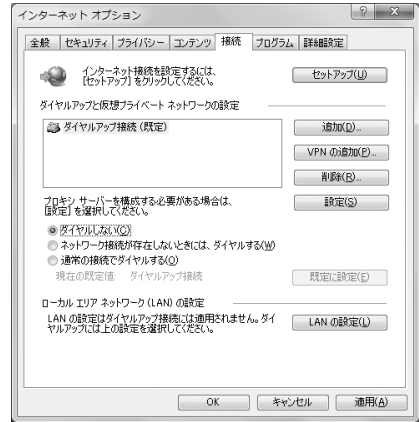 インターネット オプション
全般 セキュリティ プライバシー コンテンツ 接続 プログラム 詳細設定
インターネット接続を設定するには、
[セットアップ] をクリックしてください。
セットアップ(U)
ダイヤルアップと仮想プライベート ネットワークの設定
ダイヤルアップ接続 (既定)
追加(D)...
VPN の追加(P)...
削除(R)...
プロキシ サーバーを構成する必要がある場合は、
[設定] を選択してください。
設定(S)
ダイヤルしない(C)
ネットワーク接続が存在しないときには、ダイヤルする(W)
通常の接続でダイヤルする(O)
現在の既定値: ダイヤルアップ接続
既定に設定(E)
ローカル エリア ネットワーク (LAN) の設定
LAN の設定はダイヤルアップ接続には適用されません。ダイ
ヤルアップには上の設定を選択してください。
LAN の設定(L)
OK キャンセル 適用(A)